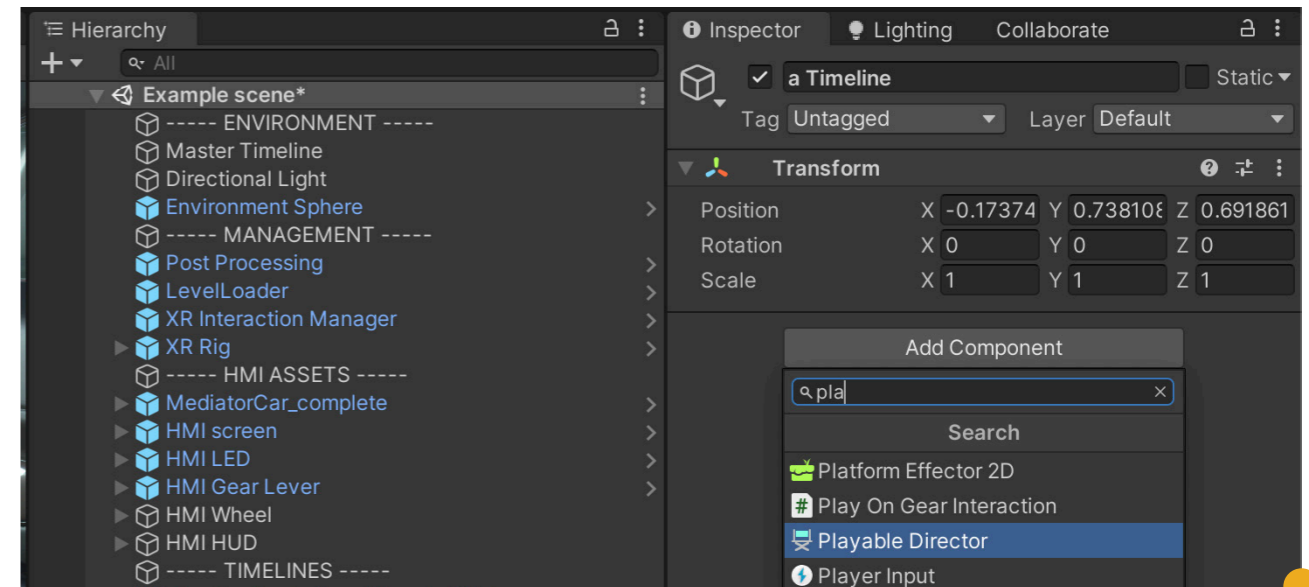 Hierarchy
All
Example scene*
----- ENVIRONMENT -----
Master Timeline
Directional Light
Environment Sphere
----- MANAGEMENT -----
Post Processing
LevelLoader
XR Interaction Manager
XR Rig
----- HMI ASSETS -----
MediatorCar_complete
HMI screen
HMI LED
HMI Gear Lever
HMI Wheel
HMI HUD
----- TIMELINES -----
Inspector Lighting Collaborate
a Timeline Static
Tag Untagged Layer Default
Transform
Position X -0.17374 Y 0.738108 Z 0.691861
Rotation X 0 Y 0 Z 0
Scale X 1 Y 1 Z 1
Add Component
pla
Search
Platform Effector 2D
# Play On Gear Interaction
Playable Director
Player Input